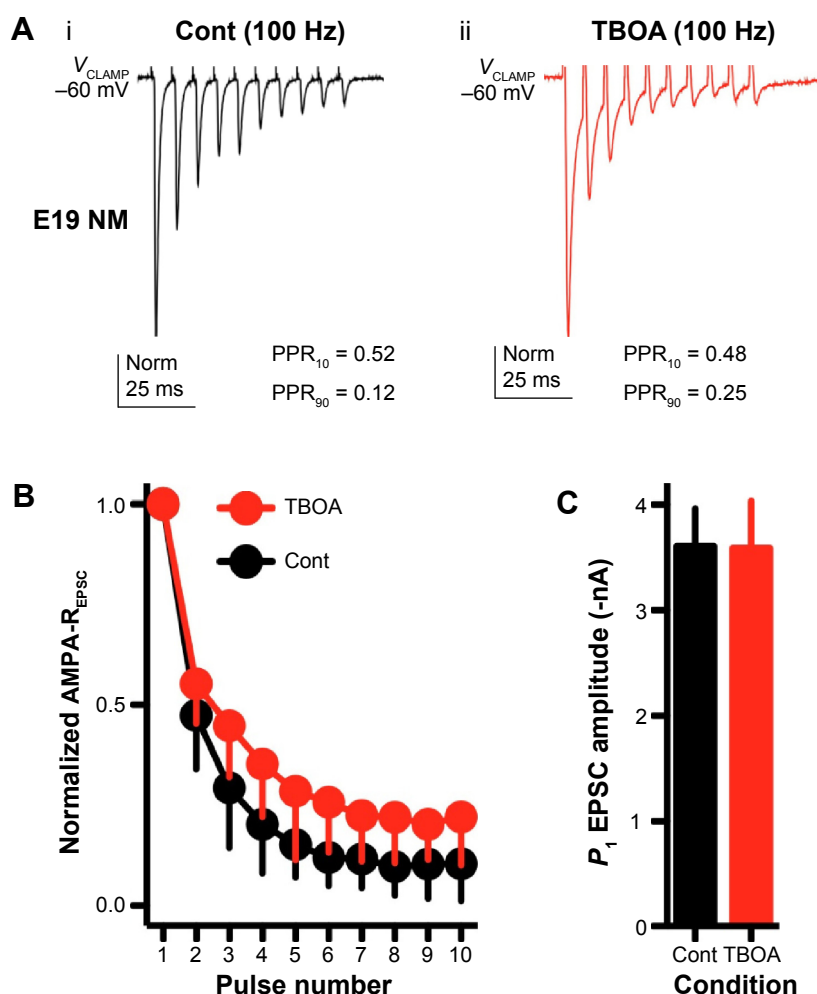 A
i
Cont (100 Hz)
ii
TBOA (100 Hz)
V CLAMP
–60 mV
V CLAMP
–60 mV
E19 NM
Norm
25 ms
PPR10 = 0.52
PPR90 = 0.12
Norm
25 ms
PPR10 = 0.48
PPR90 = 0.25
B
TBOA
Cont
Normalized AMPA-REPSC
1.0
0.5
0.0
1 2 3 4 5 6 7 8 9 10
Pulse number
C
P1 EPSC amplitude (-nA)
4
3
2
1
0
Cont TBOA
Condition